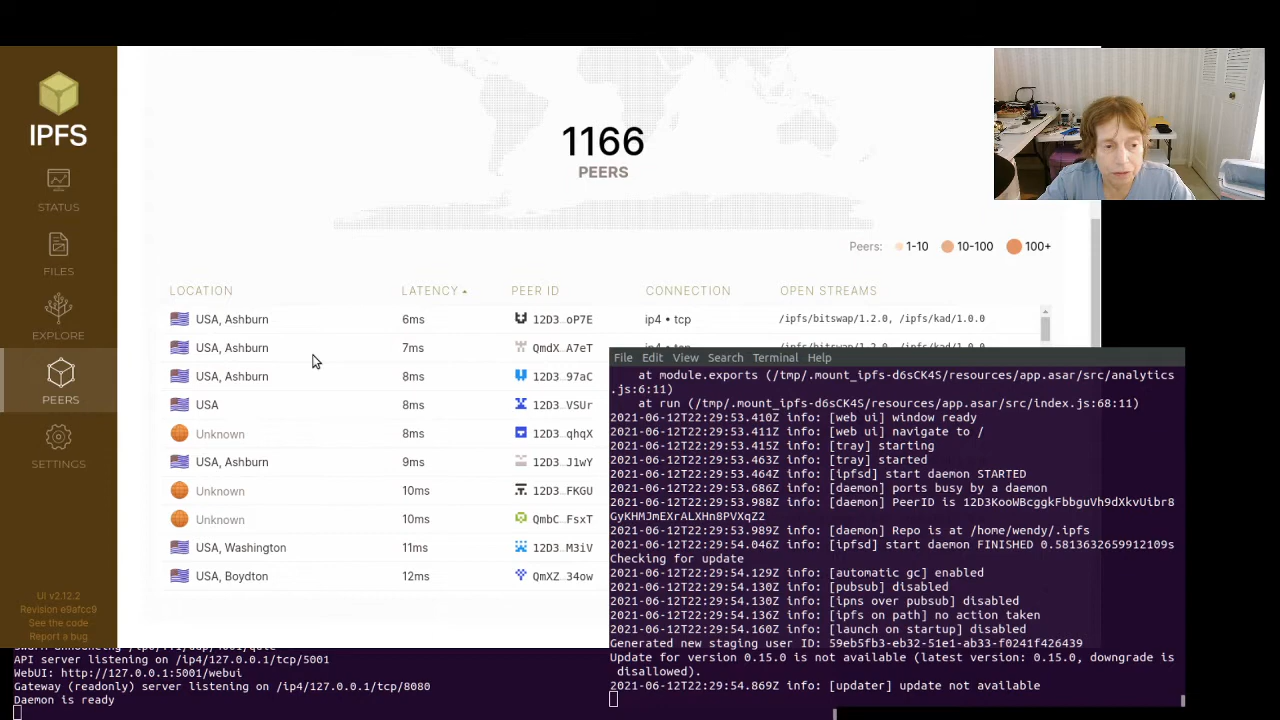 IPFS
STATUS
FILES
EXPLORE
PEERS
SETTINGS
UI v2.12.2
Revision e9afcc9
See the code
Report a bug
1166
PEERS
Peers: 1-10 10-100 100+
LOCATION LATENCY PEER ID CONNECTION OPEN STREAMS
USA, Ashburn 6ms 12D3…oP7E ip4 • tcp /ipfs/bitswap/1.2.0, /ipfs/kad/1.0.0
USA, Ashburn 7ms QmdX…A7eT
USA, Ashburn 8ms 12D3…97aC
USA 8ms 12D3…VSUr
Unknown 8ms 12D3…qhqX
USA, Ashburn 9ms 12D3…J1wY
Unknown 10ms 12D3…FKGU
Unknown 10ms QmbC…FsxT
USA, Washington 11ms 12D3…M3iV
USA, Boydton 12ms QmXZ…34ow
File Edit View Search Terminal Help
at module.exports (/tmp/.mount_ipfs-d6sCK4S/resources/app.asar/src/analytics
.js:6:11)
at run (/tmp/.mount_ipfs-d6sCK4S/resources/app.asar/src/index.js:68:11)
2021-06-12T22:29:53.410Z info: [web ui] window ready
2021-06-12T22:29:53.411Z info: [web ui] navigate to /
2021-06-12T22:29:53.415Z info: [tray] starting
2021-06-12T22:29:53.463Z info: [tray] started
2021-06-12T22:29:53.464Z info: [ipfsd] start daemon STARTED
2021-06-12T22:29:53.686Z info: [daemon] ports busy by a daemon
2021-06-12T22:29:53.988Z info: [daemon] PeerID is 12D3KooWBcggkFbbguVh9dXkvUibr8
GyKHMJmEXrALXHn8PVXqZ2
2021-06-12T22:29:53.989Z info: [daemon] Repo is at /home/wendy/.ipfs
2021-06-12T22:29:54.046Z info: [ipfsd] start daemon FINISHED 0.5813632659912109s
Checking for update
2021-06-12T22:29:54.129Z info: [automatic gc] enabled
2021-06-12T22:29:54.130Z info: [pubsub] disabled
2021-06-12T22:29:54.130Z info: [ipns over pubsub] disabled
2021-06-12T22:29:54.136Z info: [ipfs on path] no action taken
2021-06-12T22:29:54.160Z info: [launch on startup] disabled
Generated new staging user ID: 59eb5fb3-eb32-51e1-ab33-f0241f426439
Update for version 0.15.0 is not available (latest version: 0.15.0, downgrade is
disallowed).
2021-06-12T22:29:54.869Z info: [updater] update not available
API server listening on /ip4/127.0.0.1/tcp/5001
WebUI: http://127.0.0.1:5001/webui
Gateway (readonly) server listening on /ip4/127.0.0.1/tcp/8080
Daemon is ready